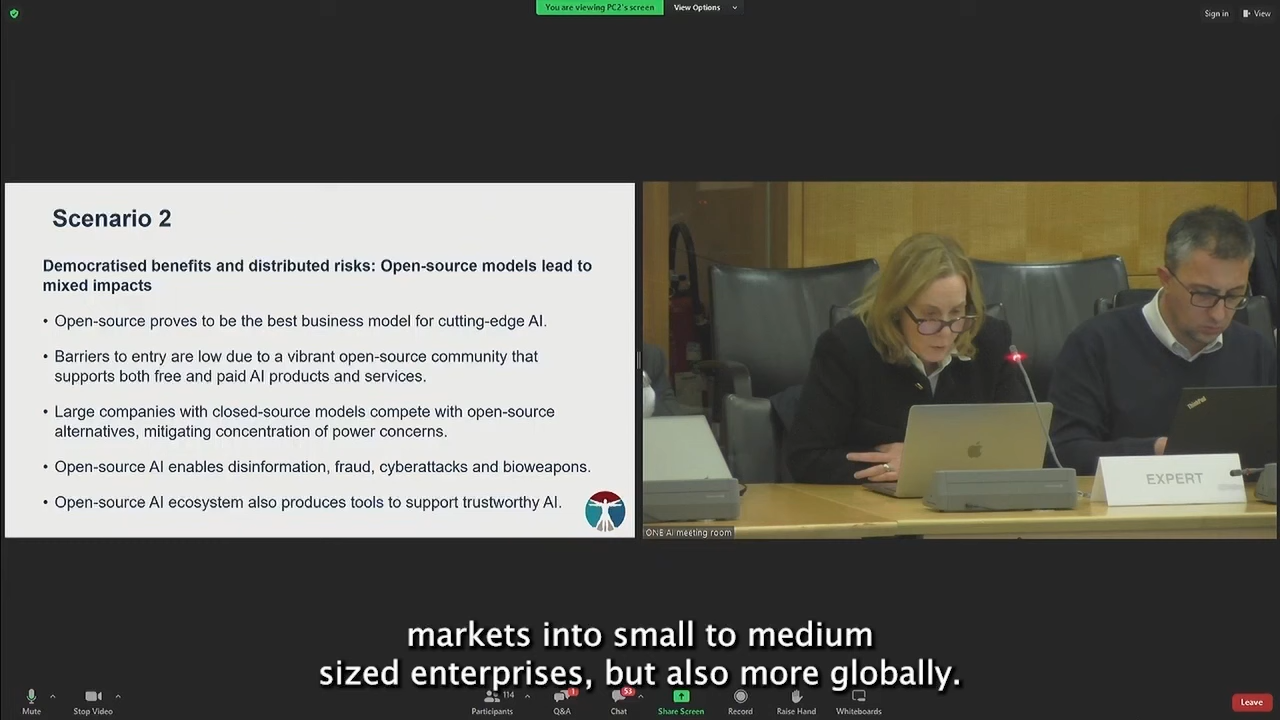 You are viewing PC2's screen
View Options
Sign in
View
Scenario 2
Democratised benefits and distributed risks: Open-source models lead to
mixed impacts
• Open-source proves to be the best business model for cutting-edge AI.
• Barriers to entry are low due to a vibrant open-source community that
supports both free and paid AI products and services.
• Large companies with closed-source models compete with open-source
alternatives, mitigating concentration of power concerns.
• Open-source AI enables disinformation, fraud, cyberattacks and bioweapons.
• Open-source AI ecosystem also produces tools to support trustworthy AI.
ThinkPad
EXPERT
ONE AI meeting room
markets into small to medium
sized enterprises, but also more globally.
114
1
53
Mute
Stop Video
Participants
Q&A
Chat
Share Screen
Record
Raise Hand
Whiteboards
Leave